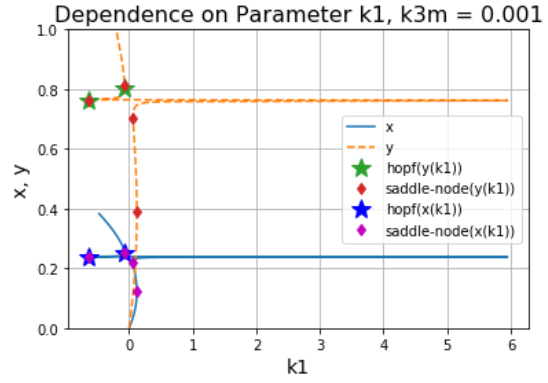 Dependence on Parameter k1, k3m = 0.001
1.0
0.8
0.6
0.4
0.2
0.0
x, y
x
y
hopf(y(k1))
saddle-node(y(k1))
hopf(x(k1))
saddle-node(x(k1))
0 1 2 3 4 5 6
k1